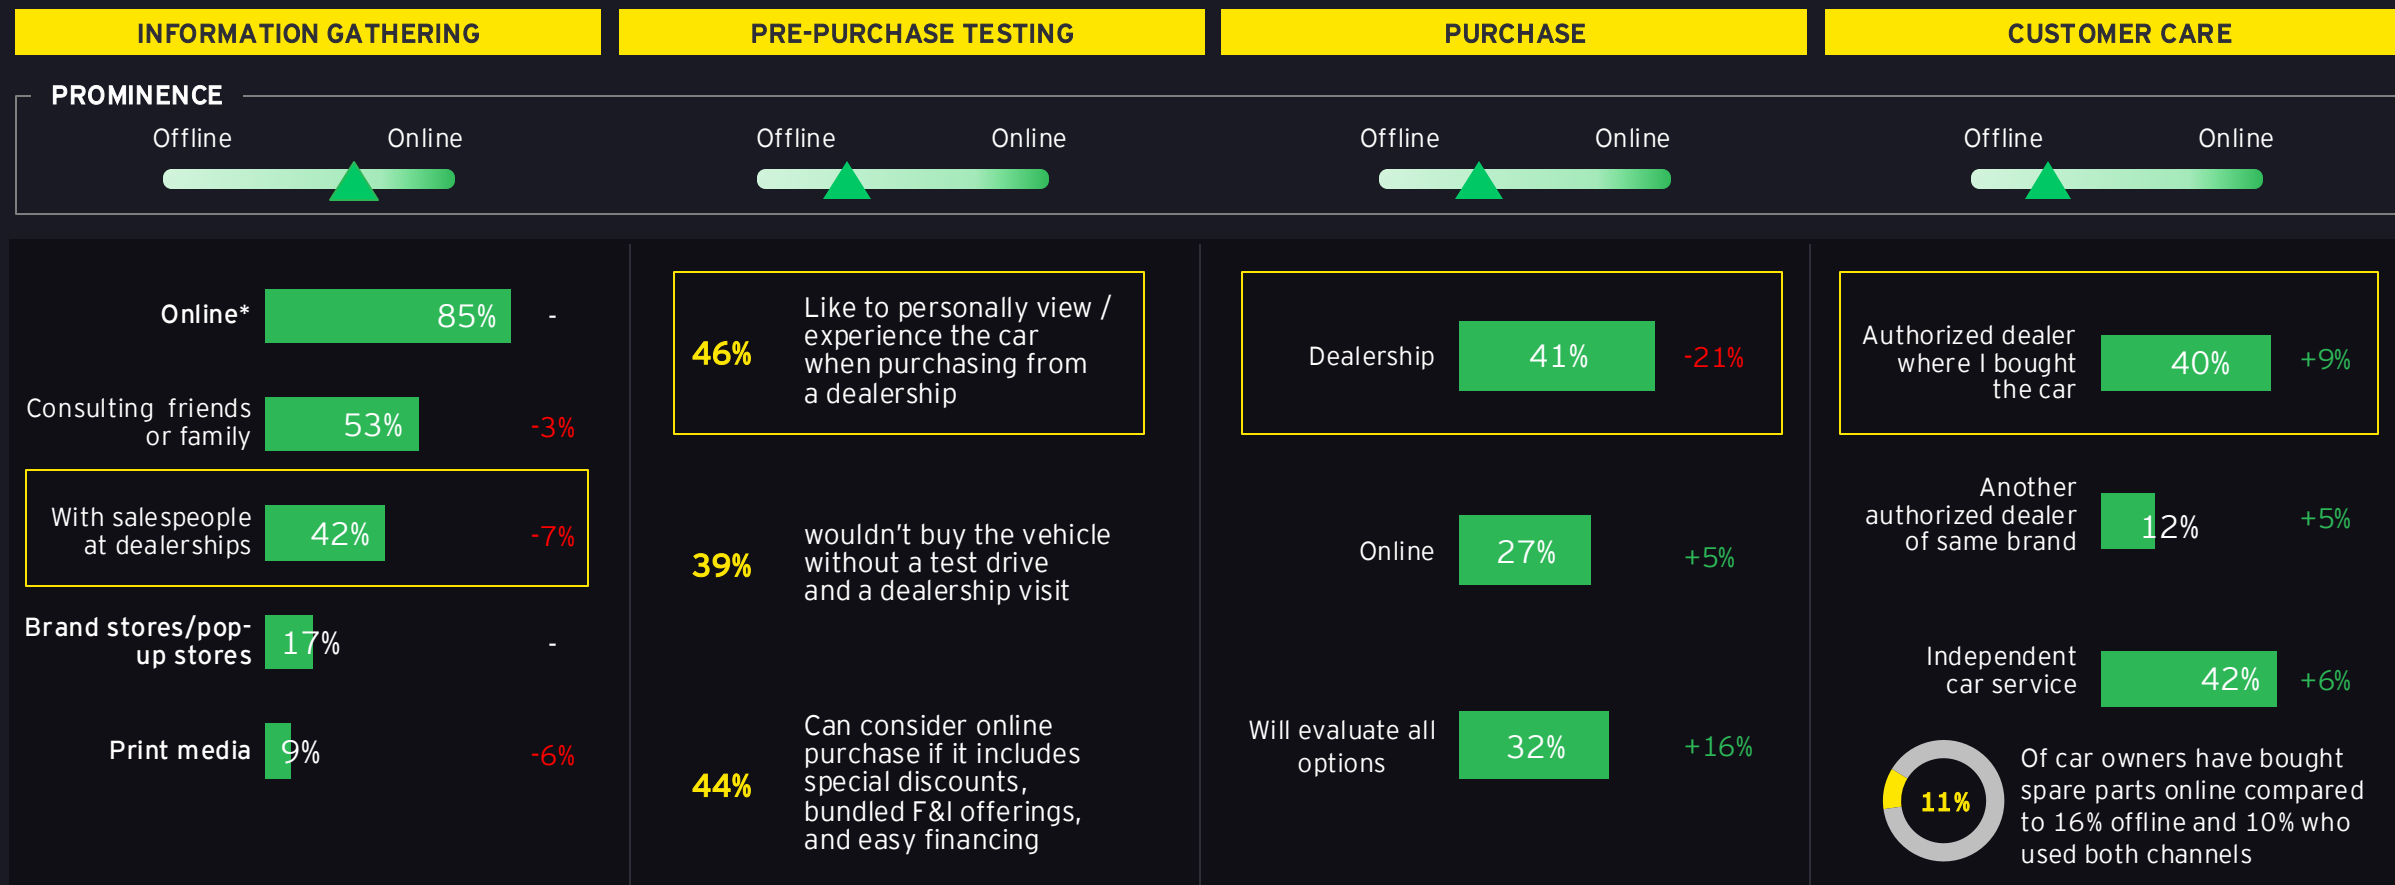 INFORMATION GATHERING
PRE-PURCHASE TESTING
PURCHASE
CUSTOMER CARE
PROMINENCE
Offline
Online
Offline
Online
Offline
Online
Offline
Online
Online*
85%
-
Consulting friends
or family
53%
-3%
With salespeople
at dealerships
42%
-7%
Brand stores/pop-
up stores
17%
-
Print media
9%
-6%
46%
Like to personally view /
experience the car
when purchasing from
a dealership
39%
wouldn't buy the vehicle
without a test drive
and a dealership visit
44%
Can consider online
purchase if it includes
special discounts,
bundled F&I offerings,
and easy financing
Dealership
41%
-21%
Online
27%
+5%
Will evaluate all
options
32%
+16%
Authorized dealer
where I bought
the car
40%
+9%
Another
authorized dealer
of same brand
12%
+5%
Independent
car service
42%
+6%
11%
Of car owners have bought
spare parts online compared
to 16% offline and 10% who
used both channels